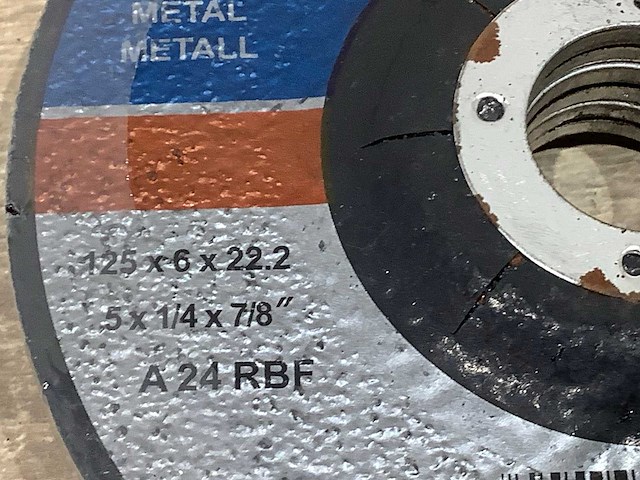 METAL
METALL
125 x 6 x 22.2
5 x 1/4 x 7/8"
A 24 RBF